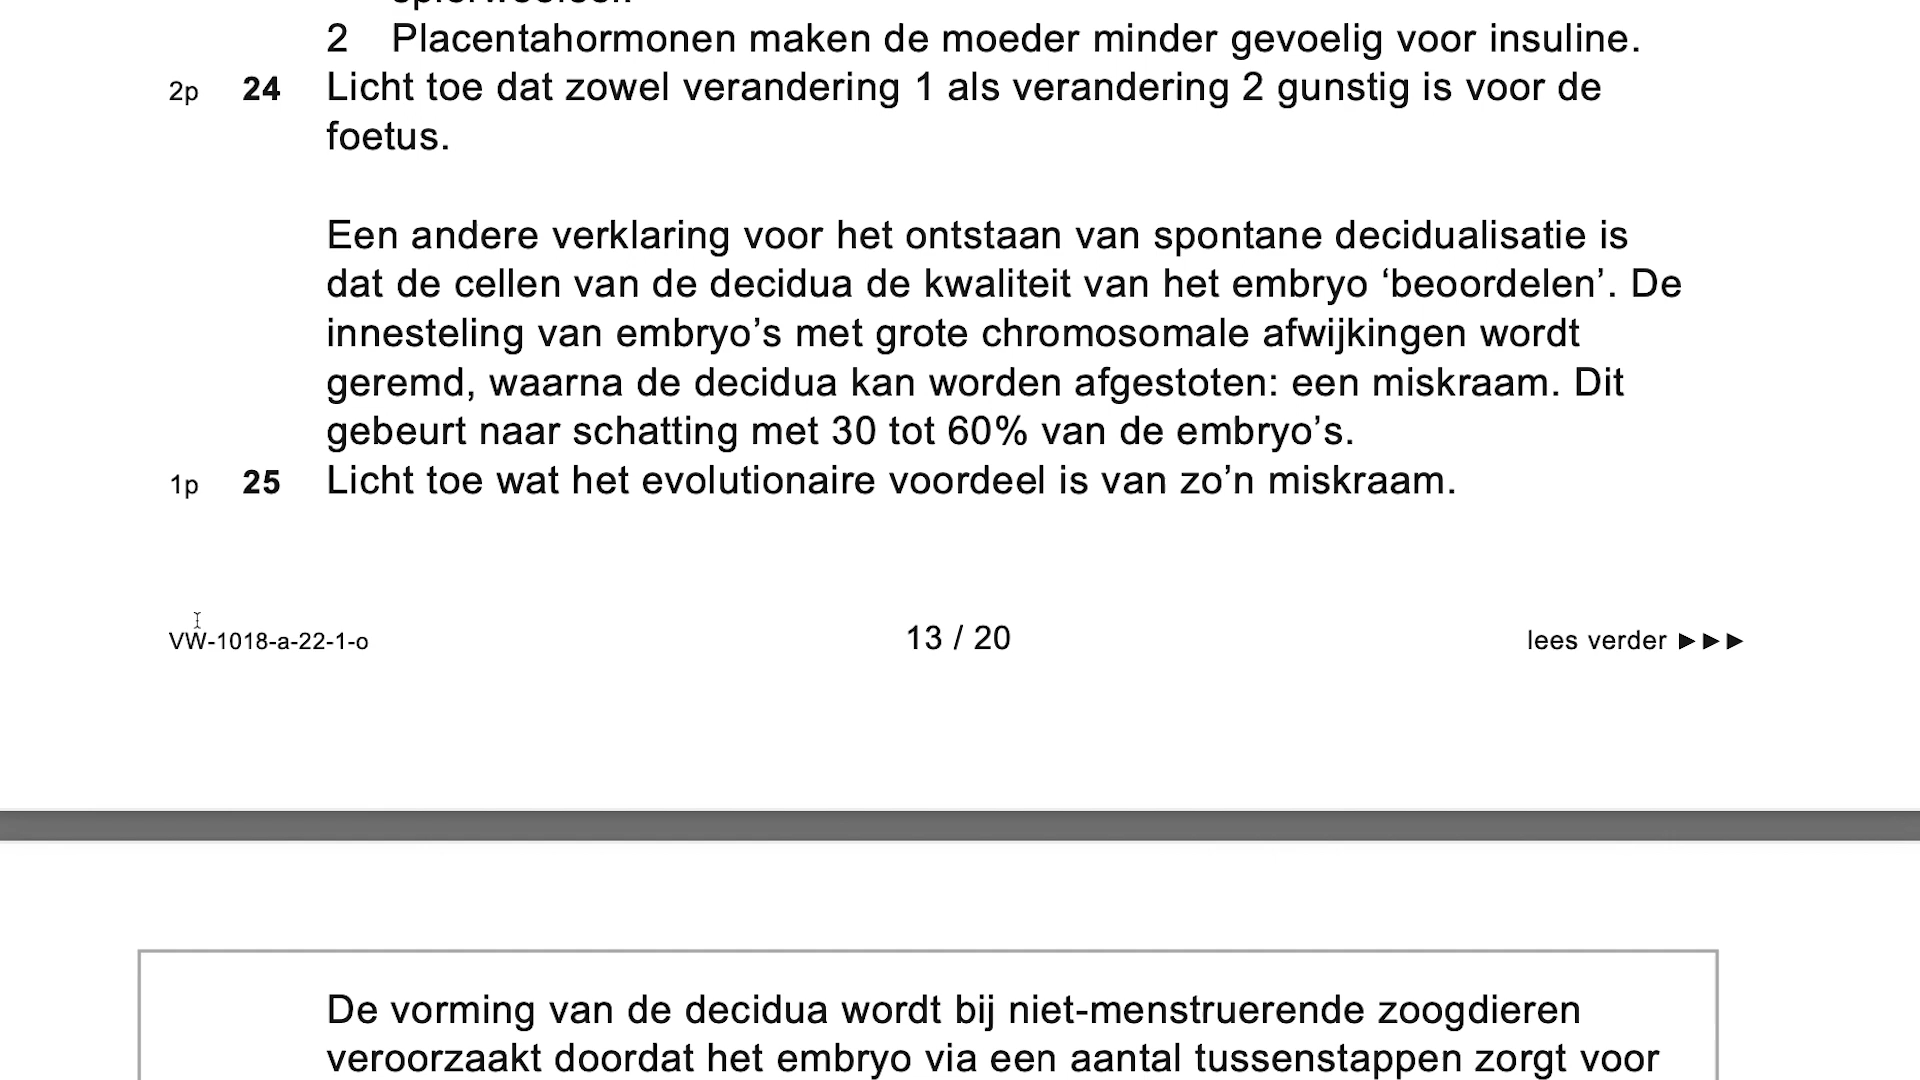 2 Placentahormonen maken de moeder minder gevoelig voor insuline.
2p 24 Licht toe dat zowel verandering 1 als verandering 2 gunstig is voor de
foetus.
Een andere verklaring voor het ontstaan van spontane decidualisatie is
dat de cellen van de decidua de kwaliteit van het embryo ‘beoordelen’. De
innesteling van embryo’s met grote chromosomale afwijkingen wordt
geremd, waarna de decidua kan worden afgestoten: een miskraam. Dit
gebeurt naar schatting met 30 tot 60% van de embryo’s.
1p 25 Licht toe wat het evolutionaire voordeel is van zo’n miskraam.
VW-1018-a-22-1-o 13 / 20 lees verder ►►►
De vorming van de decidua wordt bij niet-menstruerende zoogdieren
veroorzaakt doordat het embryo via een aantal tussenstappen zorgt voor